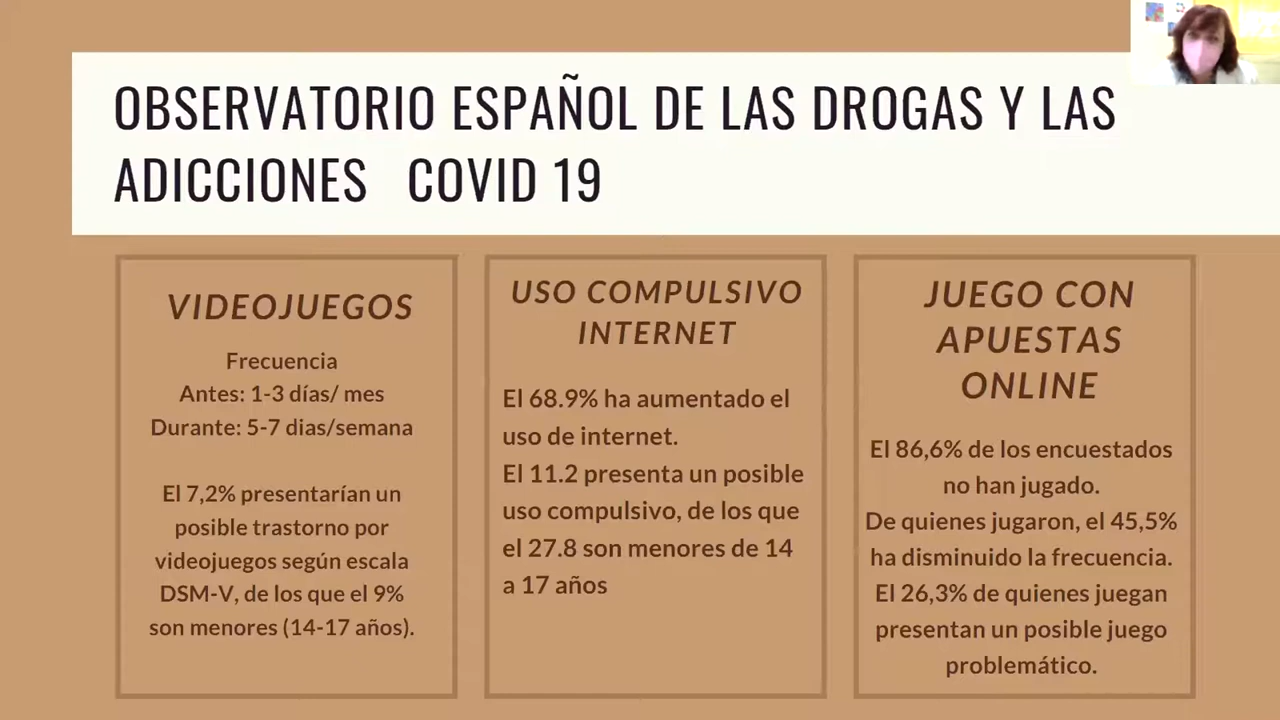 OBSERVATORIO ESPAÑOL DE LAS DROGAS Y LAS
ADICCIONES COVID 19
VIDEOJUEGOS
Frecuencia
Antes: 1-3 días/ mes
Durante: 5-7 dias/semana
El 7,2% presentarían un
posible trastorno por
videojuegos según escala
DSM-V, de los que el 9%
son menores (14-17 años).
USO COMPULSIVO
INTERNET
El 68.9% ha aumentado el
uso de internet.
El 11.2 presenta un posible
uso compulsivo, de los que
el 27.8 son menores de 14
a 17 años
JUEGO CON
APUESTAS
ONLINE
El 86,6% de los encuestados
no han jugado.
De quienes jugaron, el 45,5%
ha disminuido la frecuencia.
El 26,3% de quienes juegan
presentan un posible juego
problemático.